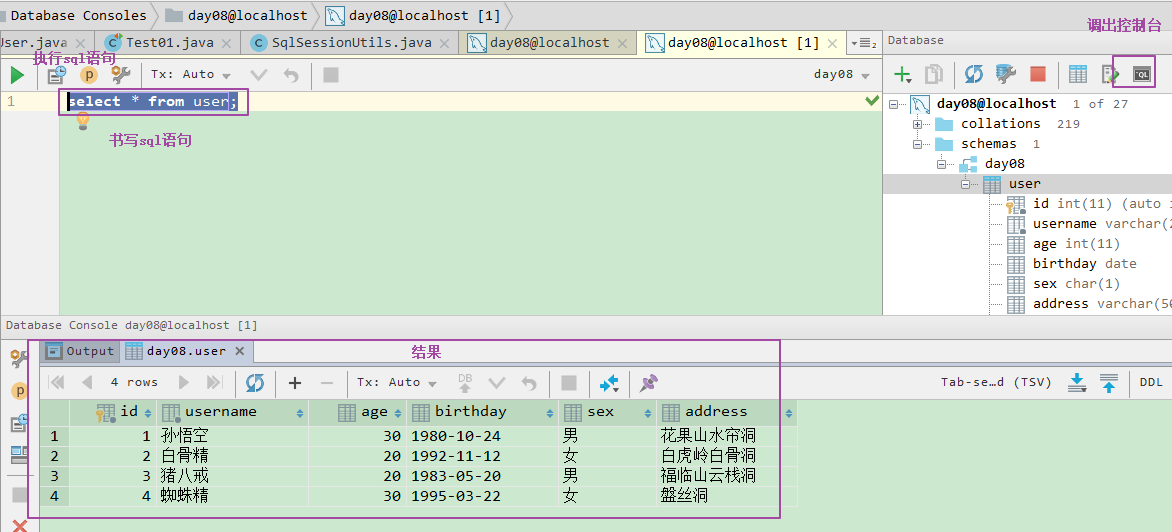 Database Consoles day08@localhost day08@localhost [1]
调出控制台
User.java Test01.java SqlSessionUtils.java day08@localhost day08@localhost [1] 2
Database
执行sql语句
p Tx: Auto day08
QL
1 select * from user;
书写sql语句
day08@localhost 1 of 27
collations 219
schemas 1
day08
user
id int(11) (auto i
username varchar(2
age int(11)
birthday date
sex char(1)
address varchar(50
Database Console day08@localhost [1]
Output day08.user
结果
4 rows Tx: Auto DB Tab-se…d (TSV) DDL
p
id username age birthday sex address
1 1 孙悟空 30 1980-10-24 男 花果山水帘洞
2 2 白骨精 20 1992-11-12 女 白虎岭白骨洞
3 3 猪八戒 20 1983-05-20 男 福临山云栈洞
4 4 蜘蛛精 30 1995-03-22 女 盤丝洞